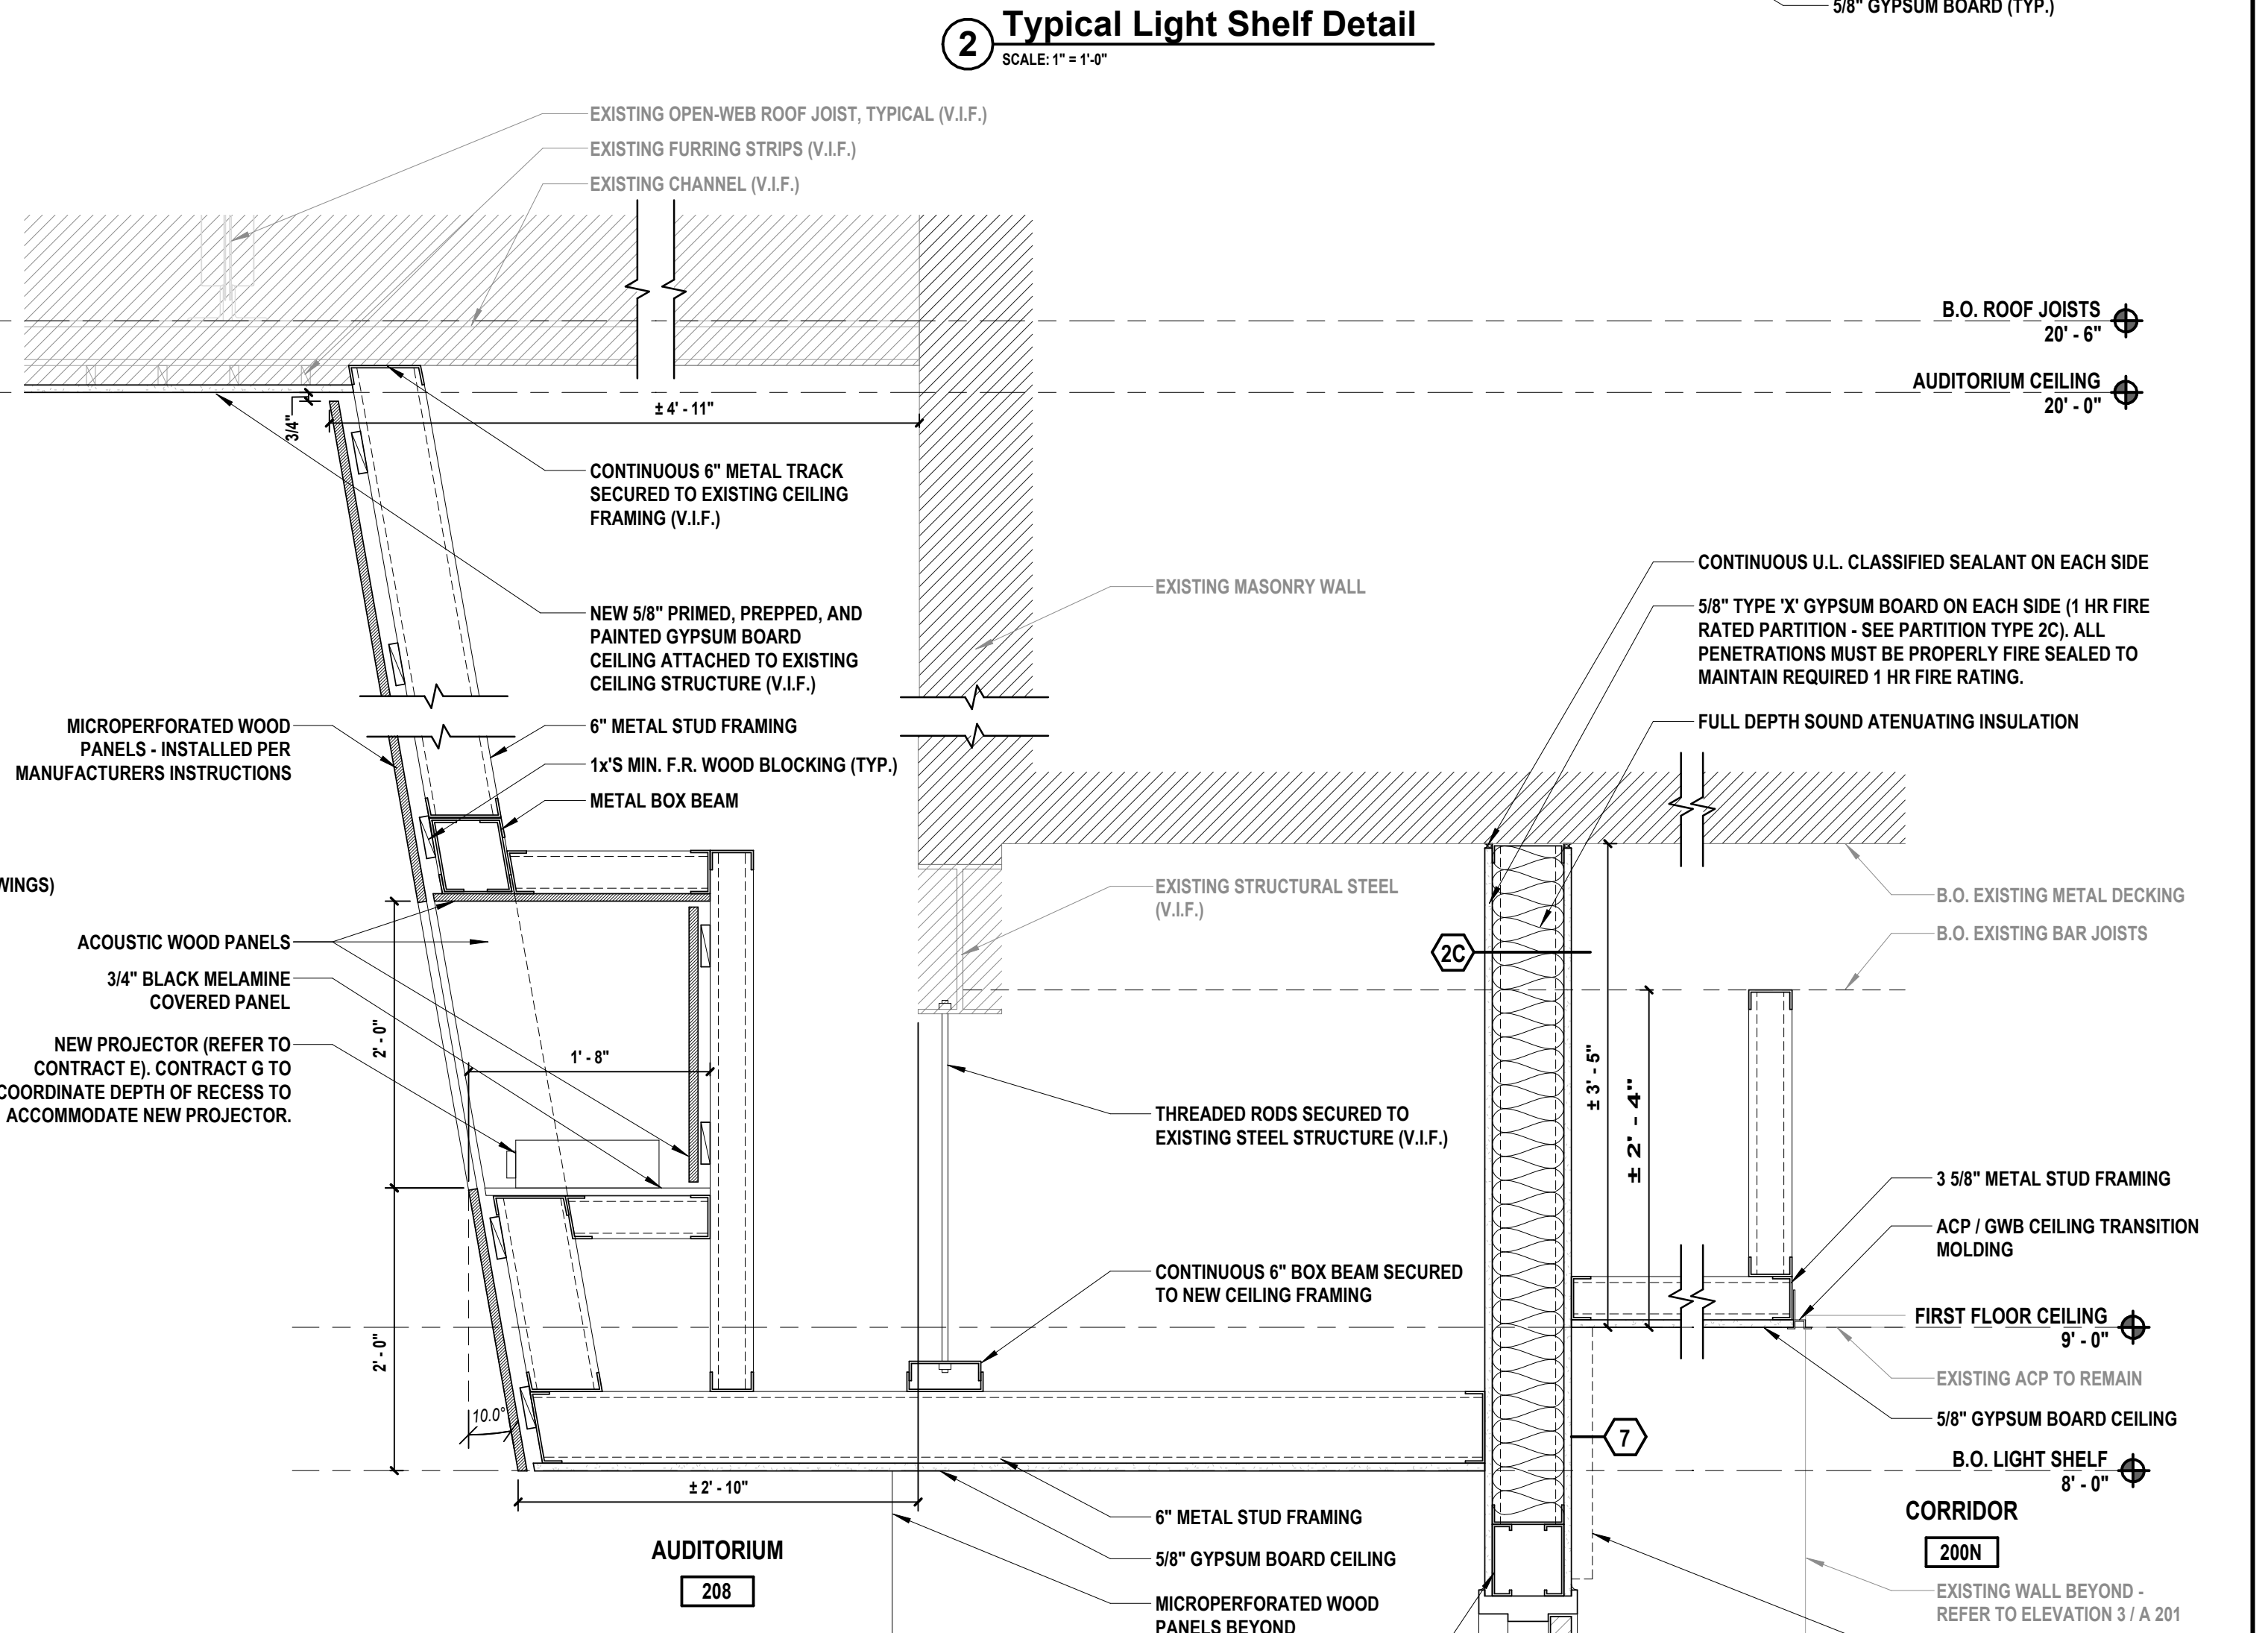 5/8" GYPSUM BOARD (TYP.)
2
Typical Light Shelf Detail
SCALE: 1" = 1'-0"
EXISTING OPEN-WEB ROOF JOIST, TYPICAL (V.I.F.)
EXISTING FURRING STRIPS (V.I.F.)
EXISTING CHANNEL (V.I.F.)
B.O. ROOF JOISTS
20' - 6"
AUDITORIUM CEILING
20' - 0"
± 4' - 11"
3/4"
CONTINUOUS 6" METAL TRACK
SECURED TO EXISTING CEILING
FRAMING (V.I.F.)
NEW 5/8" PRIMED, PREPPED, AND
PAINTED GYPSUM BOARD
CEILING ATTACHED TO EXISTING
CEILING STRUCTURE (V.I.F.)
EXISTING MASONRY WALL
CONTINUOUS U.L. CLASSIFIED SEALANT ON EACH SIDE
5/8" TYPE 'X' GYPSUM BOARD ON EACH SIDE (1 HR FIRE
RATED PARTITION - SEE PARTITION TYPE 2C). ALL
PENETRATIONS MUST BE PROPERLY FIRE SEALED TO
MAINTAIN REQUIRED 1 HR FIRE RATING.
FULL DEPTH SOUND ATENUATING INSULATION
MICROPERFORATED WOOD
PANELS - INSTALLED PER
MANUFACTURERS INSTRUCTIONS
6" METAL STUD FRAMING
1x'S MIN. F.R. WOOD BLOCKING (TYP.)
METAL BOX BEAM
WINGS)
ACOUSTIC WOOD PANELS
3/4" BLACK MELAMINE
COVERED PANEL
NEW PROJECTOR (REFER TO
CONTRACT E). CONTRACT G TO
COORDINATE DEPTH OF RECESS TO
ACCOMMODATE NEW PROJECTOR.
2' - 0"
1' - 8"
2' - 0"
10.0°
EXISTING STRUCTURAL STEEL
(V.I.F.)
2C
B.O. EXISTING METAL DECKING
B.O. EXISTING BAR JOISTS
± 3' - 5"
± 2' - 4"
THREADED RODS SECURED TO
EXISTING STEEL STRUCTURE (V.I.F.)
CONTINUOUS 6" BOX BEAM SECURED
TO NEW CEILING FRAMING
3 5/8" METAL STUD FRAMING
ACP / GWB CEILING TRANSITION
MOLDING
FIRST FLOOR CEILING
9' - 0"
EXISTING ACP TO REMAIN
5/8" GYPSUM BOARD CEILING
7
B.O. LIGHT SHELF
8' - 0"
± 2' - 10"
AUDITORIUM
208
6" METAL STUD FRAMING
5/8" GYPSUM BOARD CEILING
MICROPERFORATED WOOD
PANELS BEYOND
CORRIDOR
200N
EXISTING WALL BEYOND -
REFER TO ELEVATION 3 / A 201